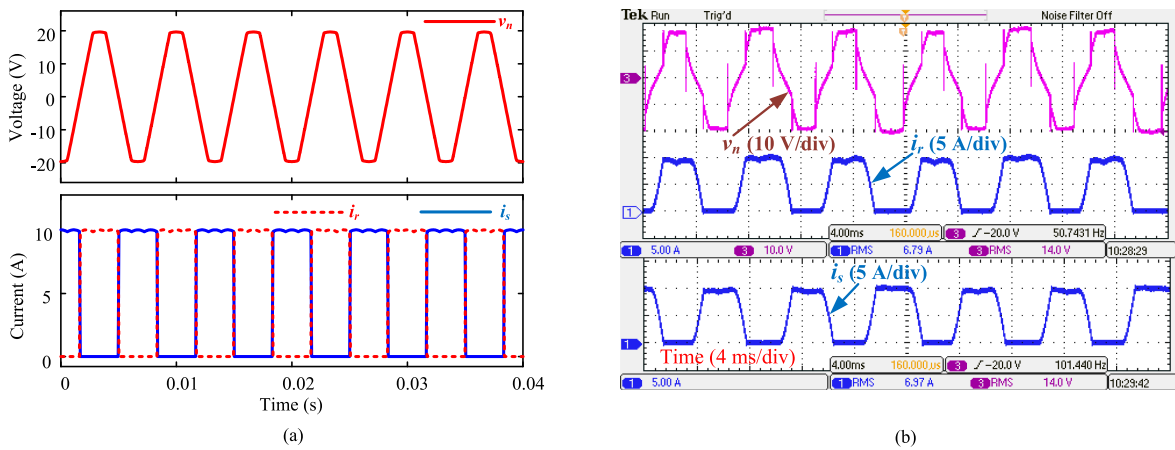 v_n
20
10
0
-10
-20
Voltage (V)
i_r i_s
10
5
0
Current (A)
0 0.01 0.02 0.03 0.04
Time (s)
(a)
Tek Run Trig'd Noise Filter Off
3
v_n (10 V/div)
i_r (5 A/div)
1
4.00ms 160.000µs 3 -20.0 V 50.7431 Hz
1 5.00 A 3 10.0 V 1 RMS 6.79 A 3 RMS 14.0 V 10:28:29
i_s (5 A/div)
1
Time (4 ms/div)
4.00ms 160.000µs 3 -20.0 V 101.440 Hz
1 5.00 A 1 RMS 6.97 A 3 RMS 14.0 V 10:29:42
(b)